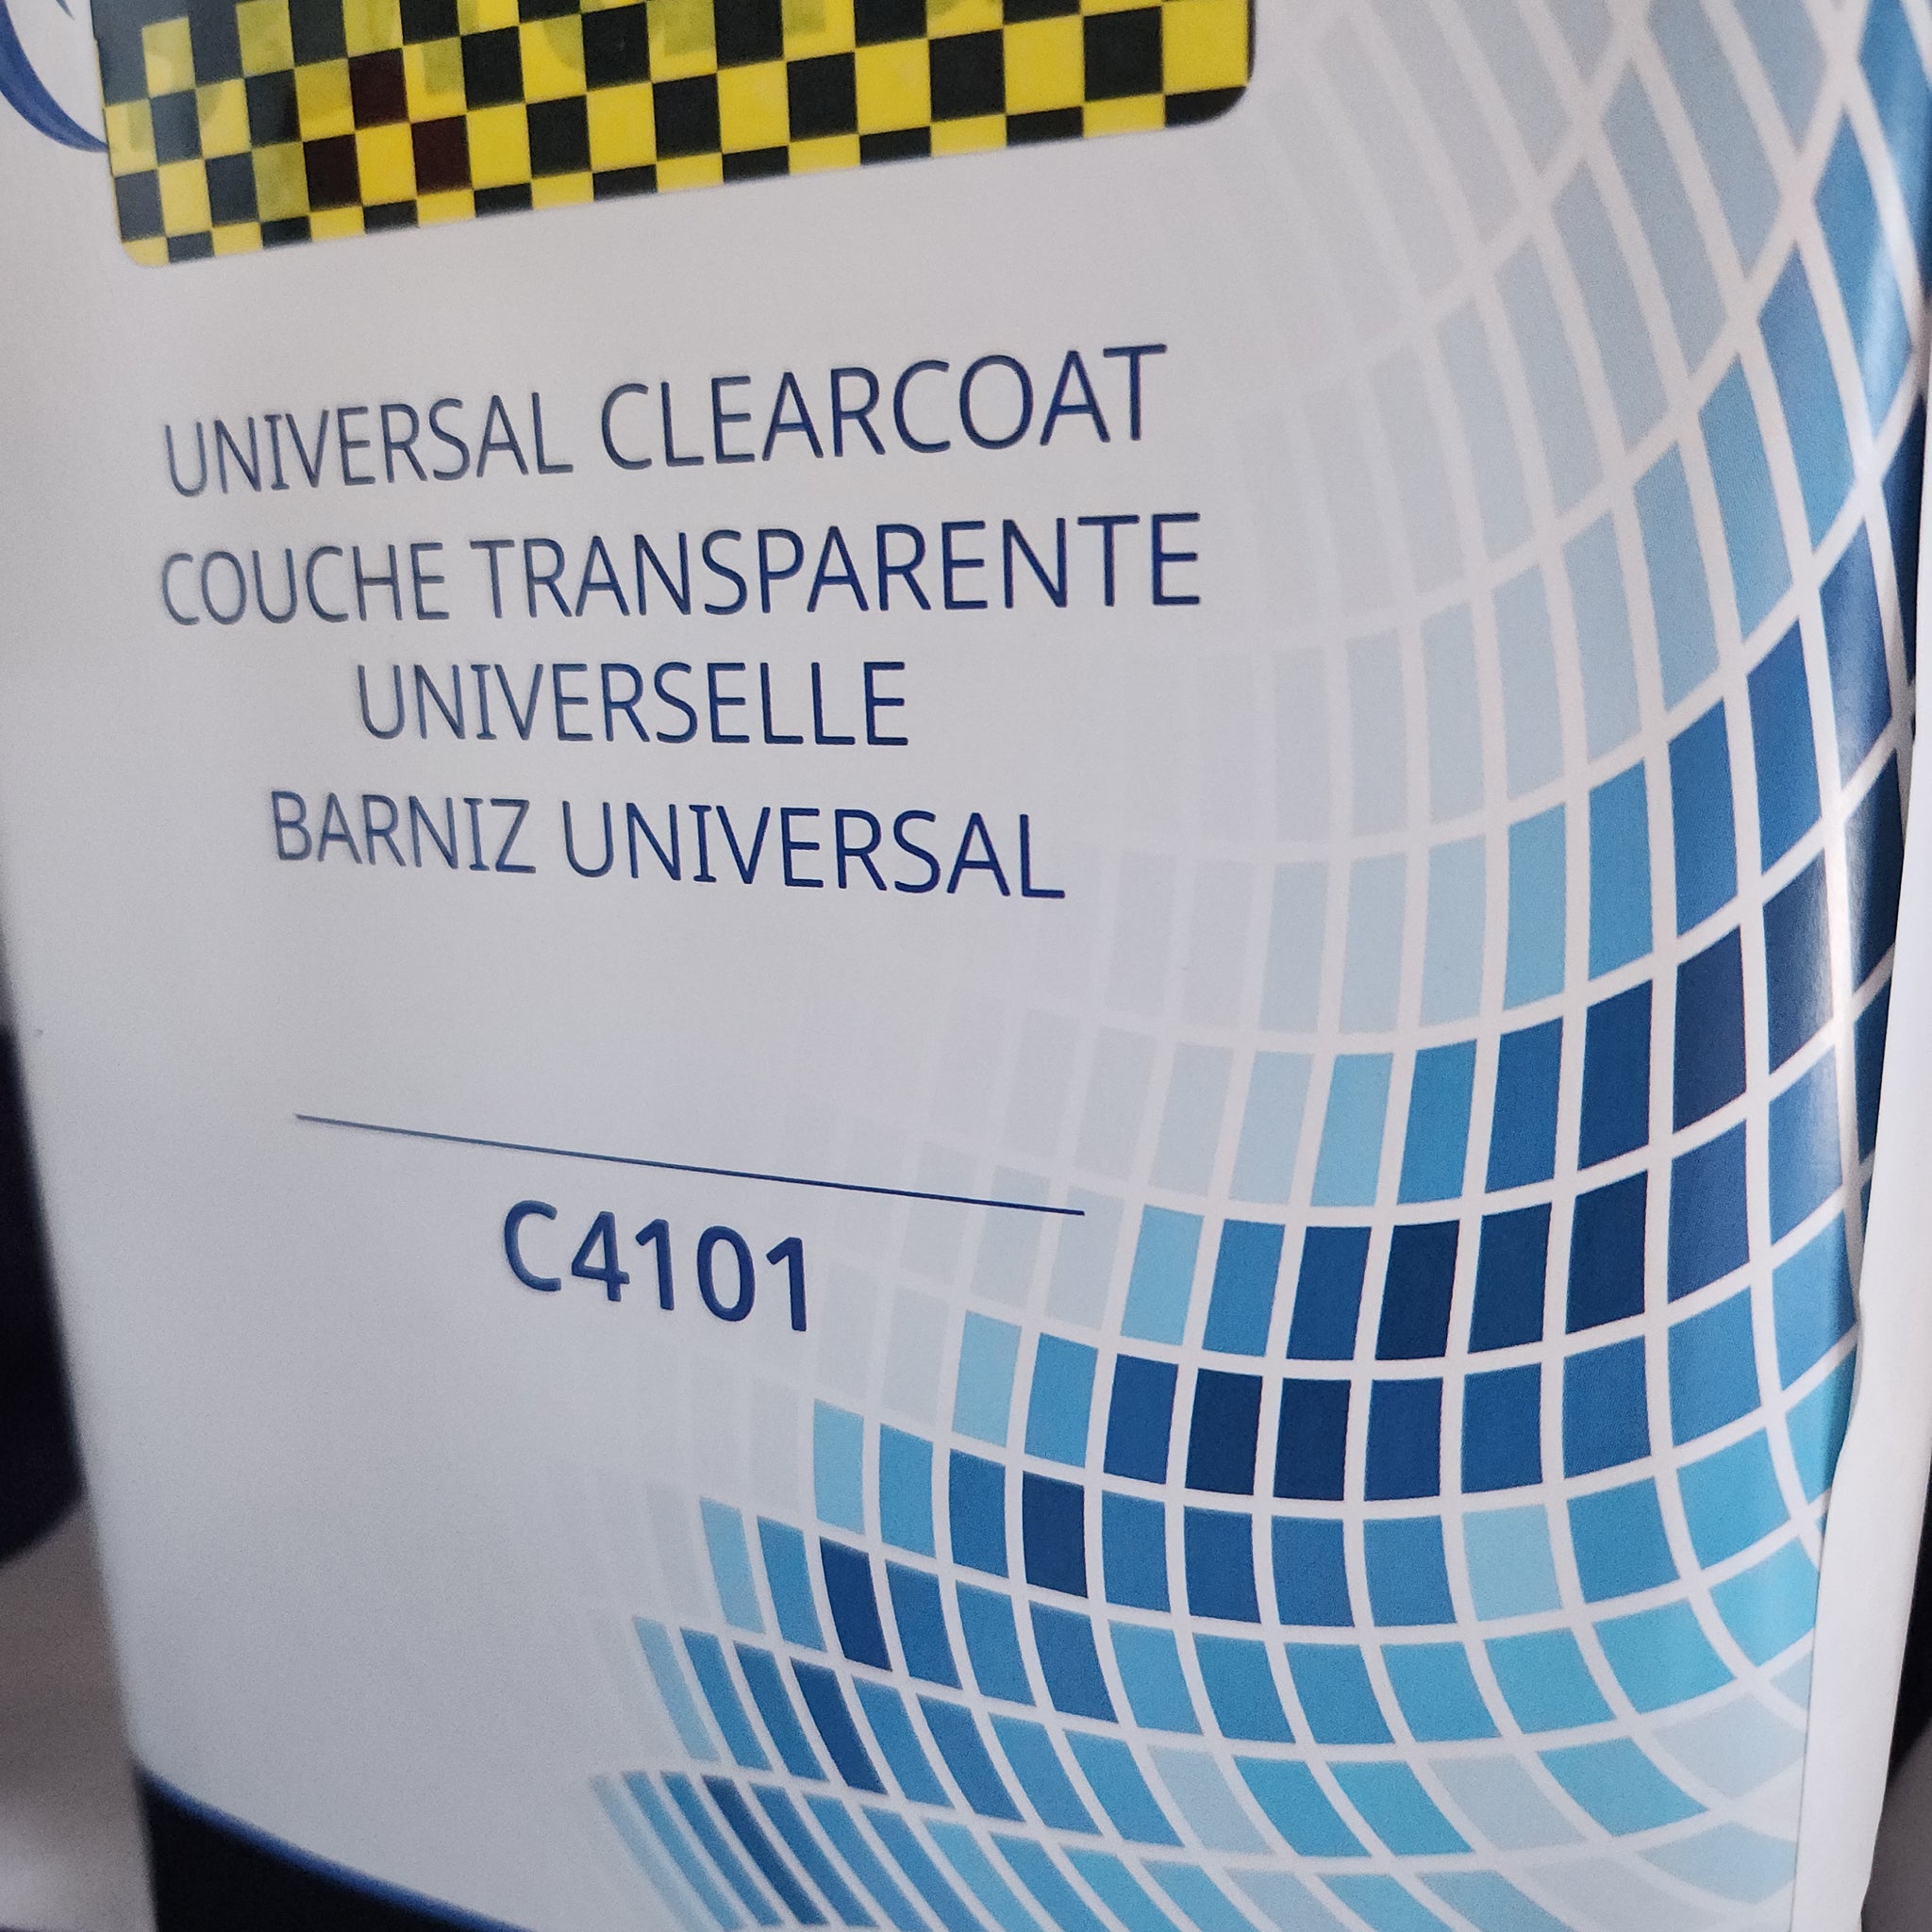 UNIVERSAL CLEARCOAT
COUCHE TRANSPARENTE
UNIVERSELLE
BARNIZ UNIVERSAL
C4101